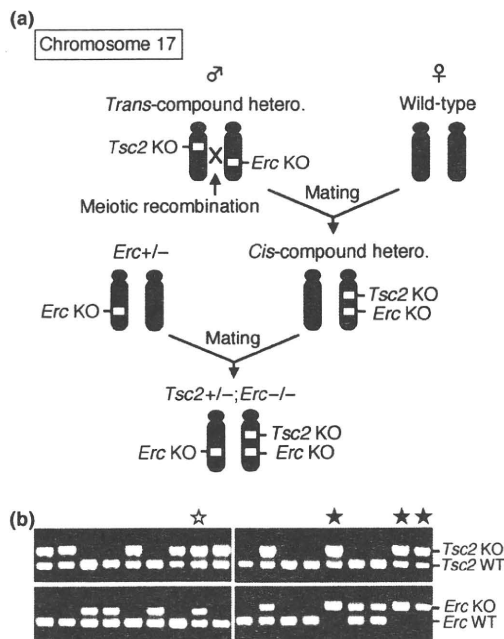 (a)
Chromosome 17
♂ ♀
Trans-compound hetero. Wild-type
Tsc2 KO
X
Erc KO
Meiotic recombination
Mating
Erc+/– Cis-compound hetero.
Erc KO
Tsc2 KO
Erc KO
Mating
Tsc2+/–;Erc–/–
Erc KO
Tsc2 KO
Erc KO
(b)
☆ ★ ★ ★
Tsc2 KO
Tsc2 WT
Erc KO
Erc WT